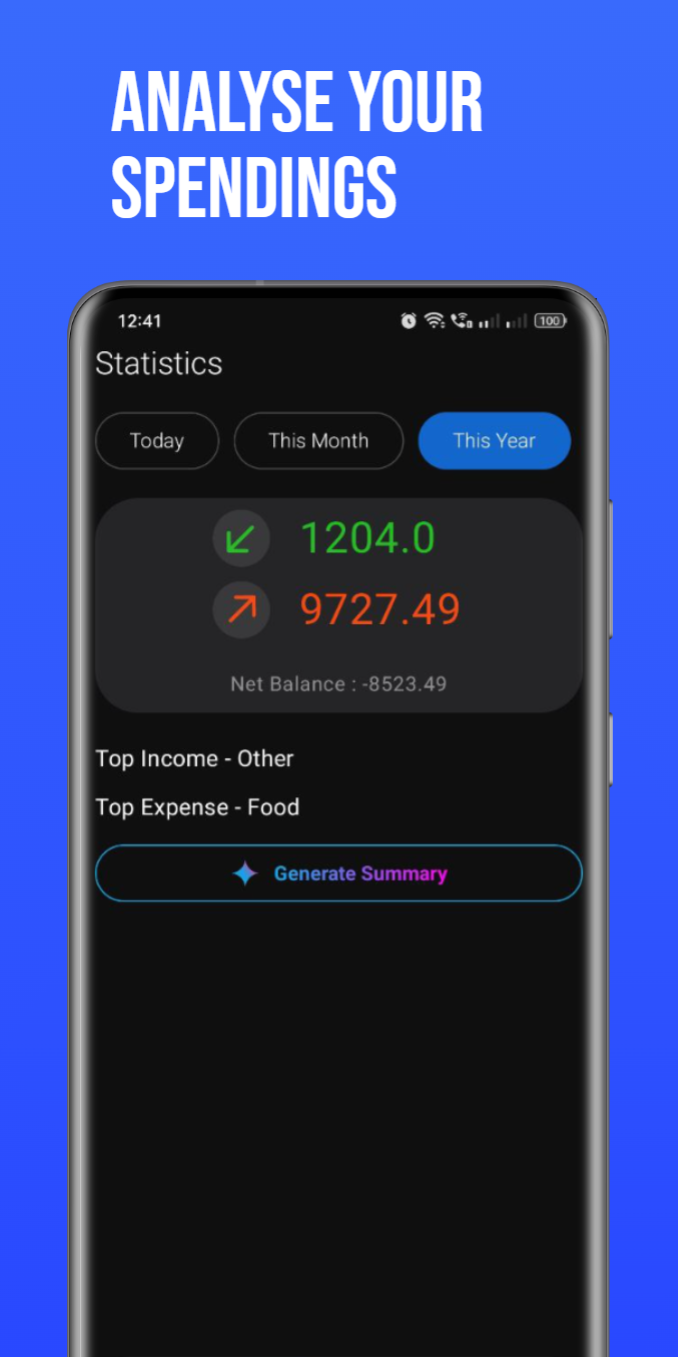 ANALYSE YOUR
SPENDINGS
12:41
100
Statistics
Today This Month This Year
1204.0
9727.49
Net Balance : -8523.49
Top Income - Other
Top Expense - Food
Generate Summary